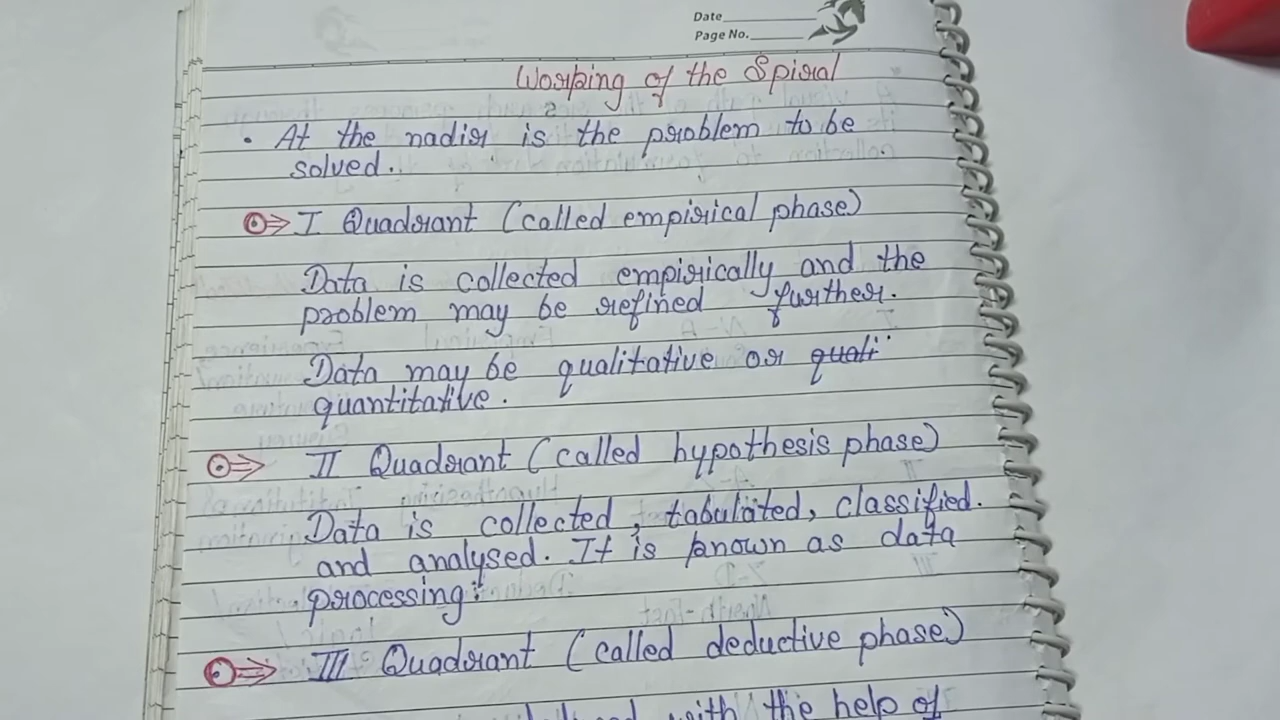 Date
Page No.
Working of the Spiral
• At the nadir is the problem to be
solved.
⊙⇒ I Quadrant (called empirical phase)
Data is collected empirically and the
problem may be refined further.
Data may be qualitative or quali
quantitative.
⊙⇒ II Quadrant (called hypothesis phase)
Data is collected, tabulated, classified.
and analysed. It is known as data
processing.
⊙⇒ III Quadrant (called deductive phase)
with the help of